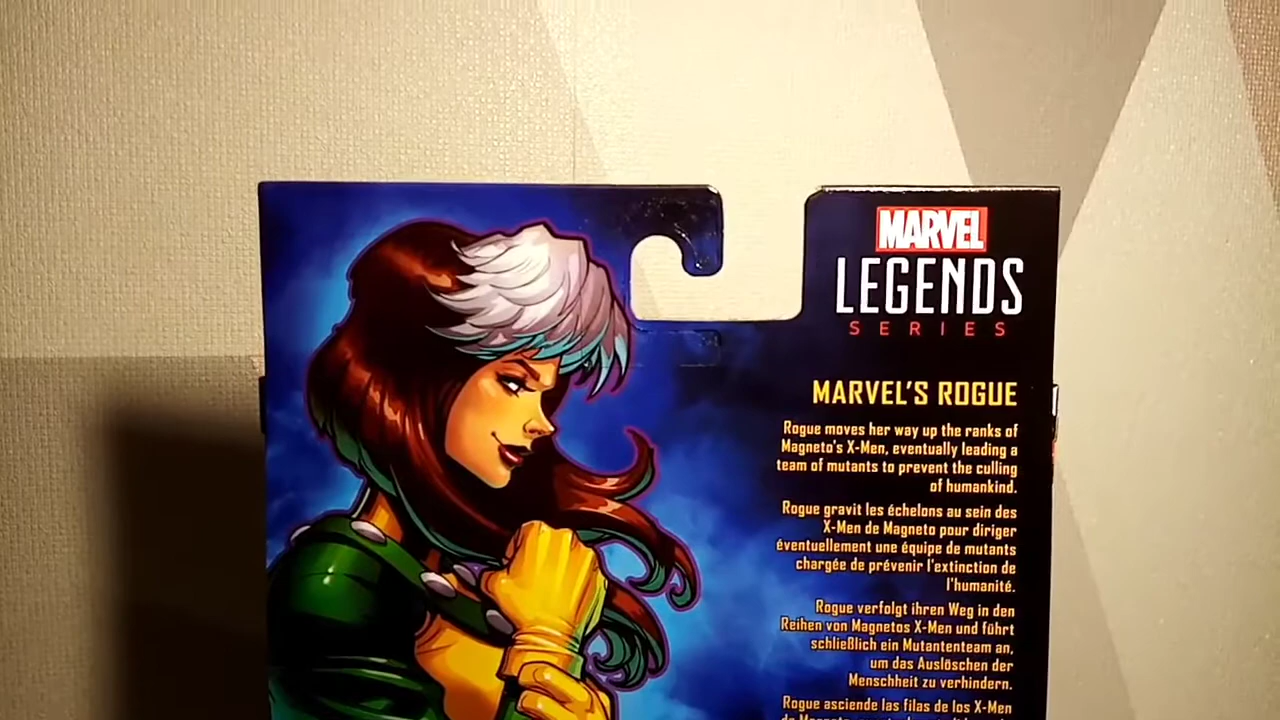 MARVEL
LEGENDS
SERIES
MARVEL'S ROGUE
Rogue moves her way up the ranks of
Magneto's X-Men, eventually leading a
team of mutants to prevent the culling
of humankind.
Rogue gravit les échelons au sein des
X-Men de Magneto pour diriger
éventuellement une équipe de mutants
chargée de prévenir l'extinction de
l'humanité.
Rogue verfolgt ihren Weg in den
Reihen von Magnetos X-Men und führt
schließlich ein Mutantenteam an,
um das Auslöschen der
Menschheit zu verhindern.
Rogue asciende las filas de los X-Men